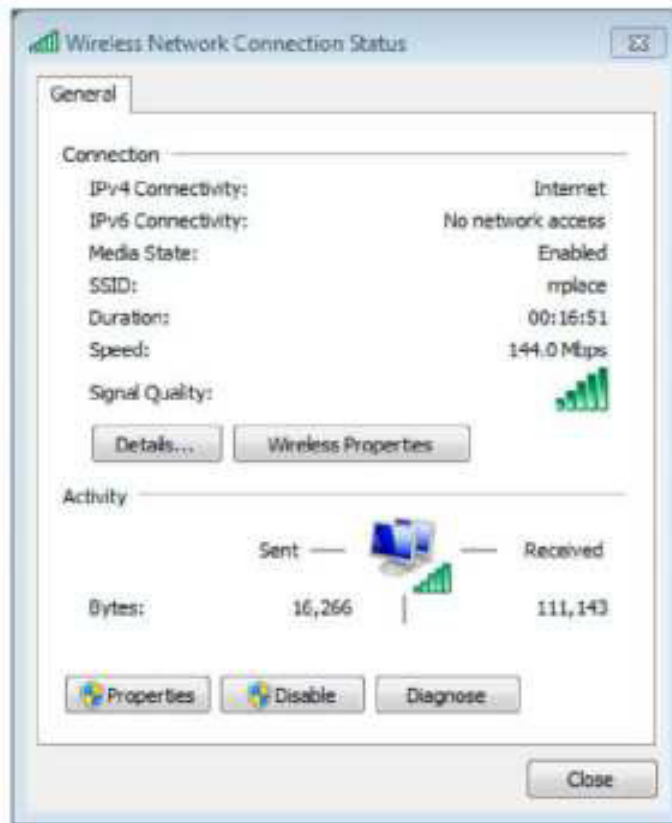 Wireless Network Connection Status
General
Connection
IPv4 Connectivity: Internet
IPv6 Connectivity: No network access
Media State: Enabled
SSID: mplace
Duration: 00:16:51
Speed: 144.0 Mbps
Signal Quality:
Details... Wireless Properties
Activity
Sent Received
Bytes: 16,266 111,143
Properties Disable Diagnose
Close